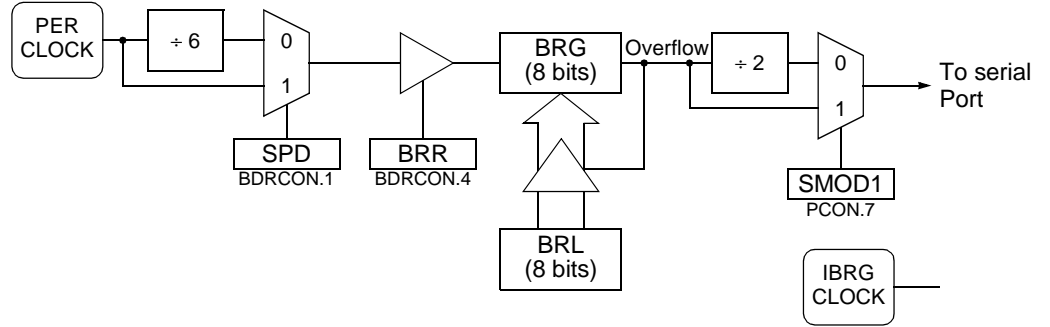 PER
CLOCK
÷ 6
0
1
SPD
BDRCON.1
BRR
BDRCON.4
BRG
(8 bits)
Overflow
÷ 2
0
1
To serial
Port
SMOD1
PCON.7
BRL
(8 bits)
IBRG
CLOCK